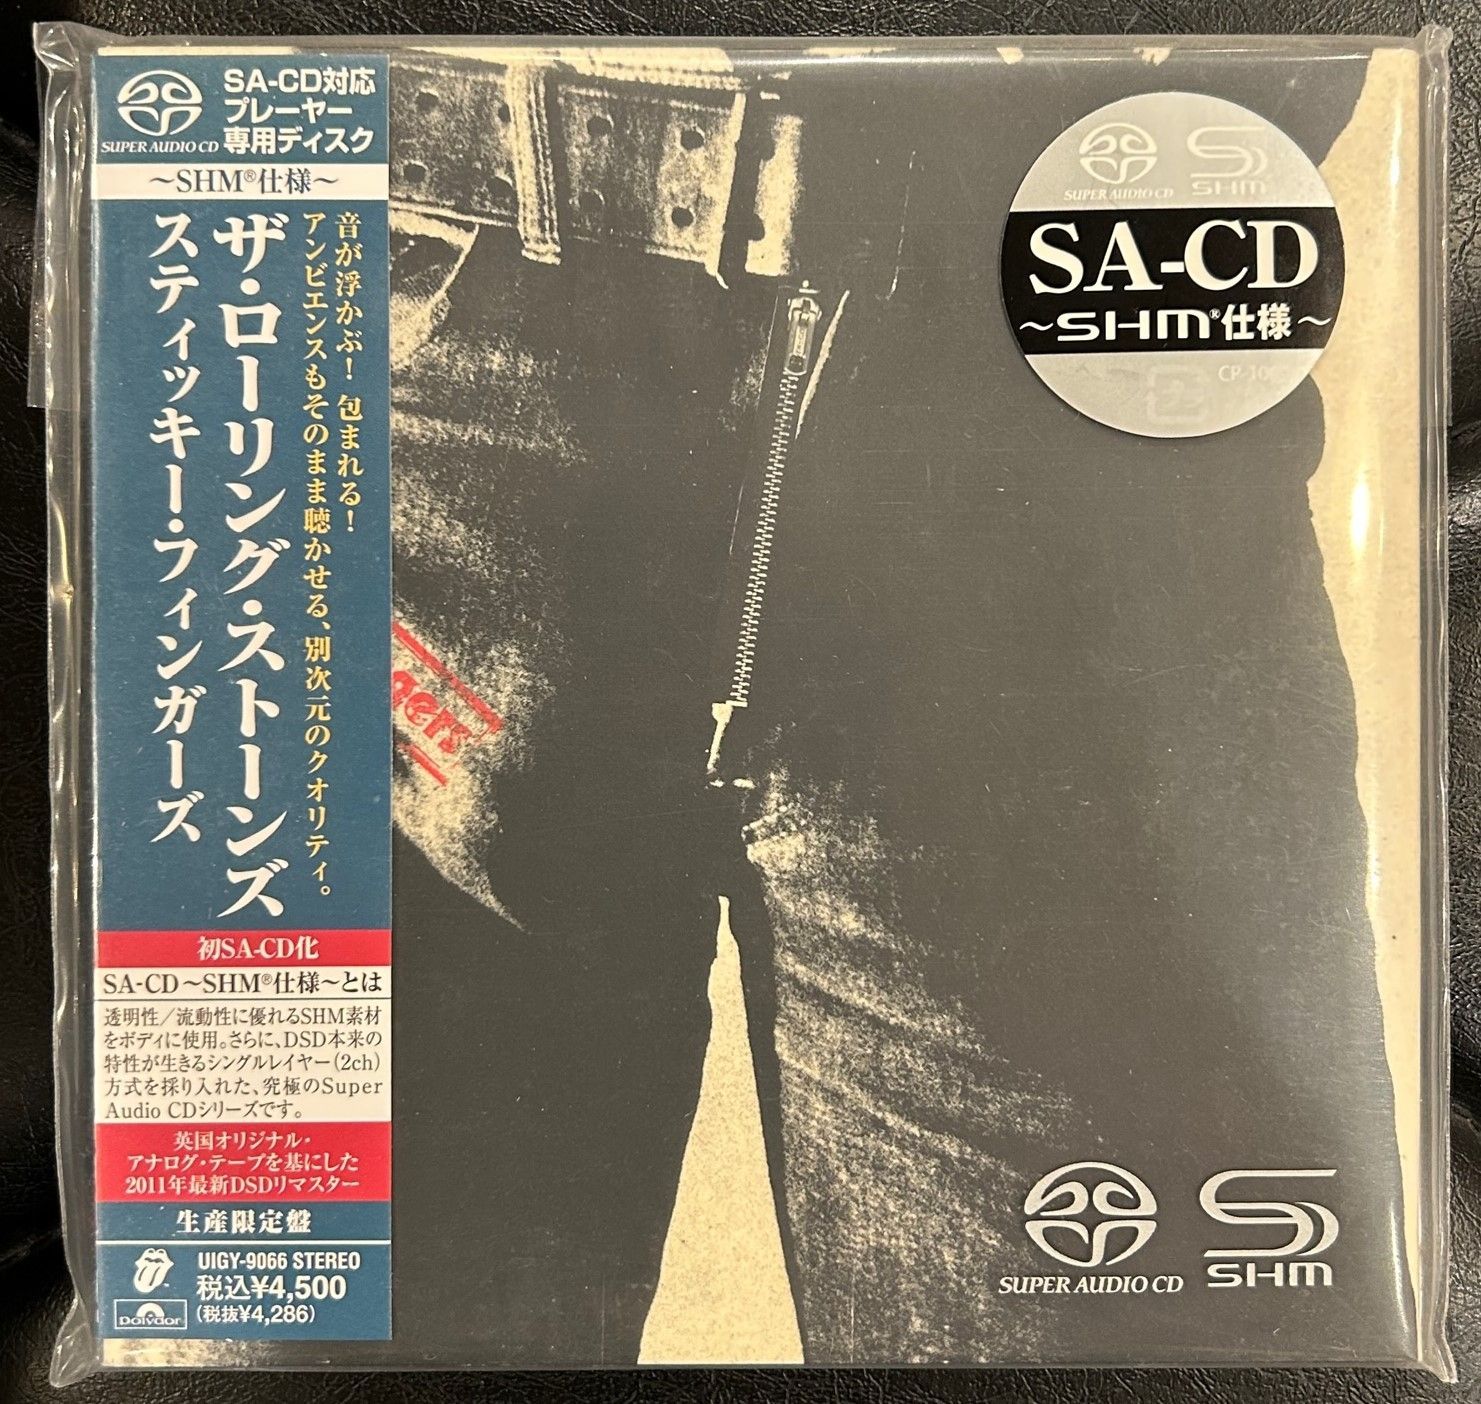 SUPER AUDIO CD
SA-CD対応
プレーヤー
専用ディスク
～SHM®仕様～
音が浮かぶ！包まれる！
アンビエンスもそのまま聴かせる、別次元のクオリティ。
ザ・ローリング・ストーンズ
スティッキー・フィンガーズ
初SA-CD化
SA-CD～SHM®仕様～とは
透明性／流動性に優れるSHM素材
をボディに使用。さらに、DSD本来の
特性が生きるシングルレイヤー(2ch)
方式を採り入れた、究極のSuper
Audio CDシリーズです。
英国オリジナル・
アナログ・テープを基にした
2011年最新DSDリマスター
生産限定盤
UIGY-9066 STEREO
税込¥4,500
(税抜¥4,286)
polydor
SUPER AUDIO CD
SHM
SA-CD
～SHM®仕様～
SUPER AUDIO CD
SHM